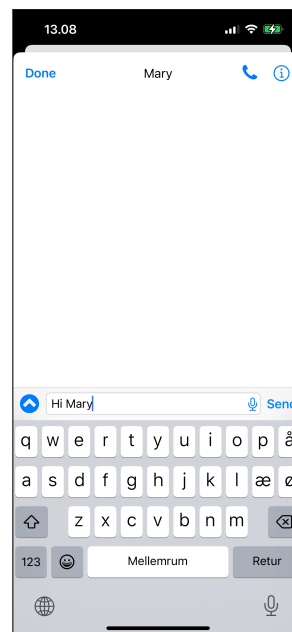 13.08
Done Mary
Hi Mary Send
q w e r t y u i o p å
a s d f g h j k l æ ø
z x c v b n m
123 Mellemrum Retur